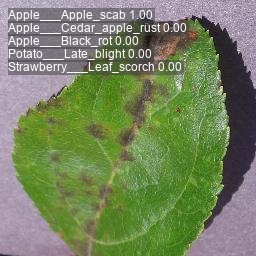 Apple___Apple_scab 1.00
Apple___Cedar_apple_rust 0.00
Apple___Black_rot 0.00
Potato___Late_blight 0.00
Strawberry___Leaf_scorch 0.00